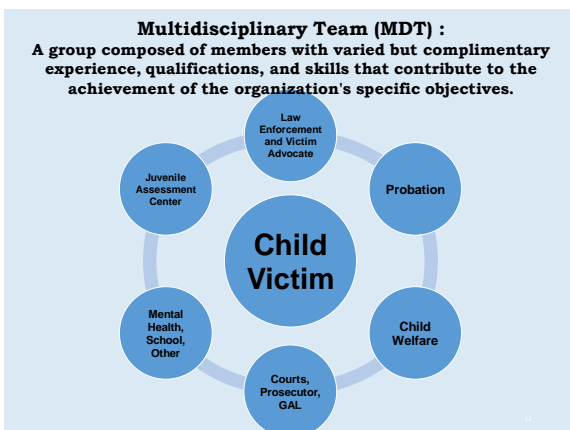 Multidisciplinary Team (MDT) :
A group composed of members with varied but complimentary
experience, qualifications, and skills that contribute to the
achievement of the organization's specific objectives.
Law
Enforcement
and Victim
Advocate
Probation
Child
Welfare
Courts,
Prosecutor,
GAL
Mental
Health,
School,
Other
Juvenile
Assessment
Center
Child
Victim